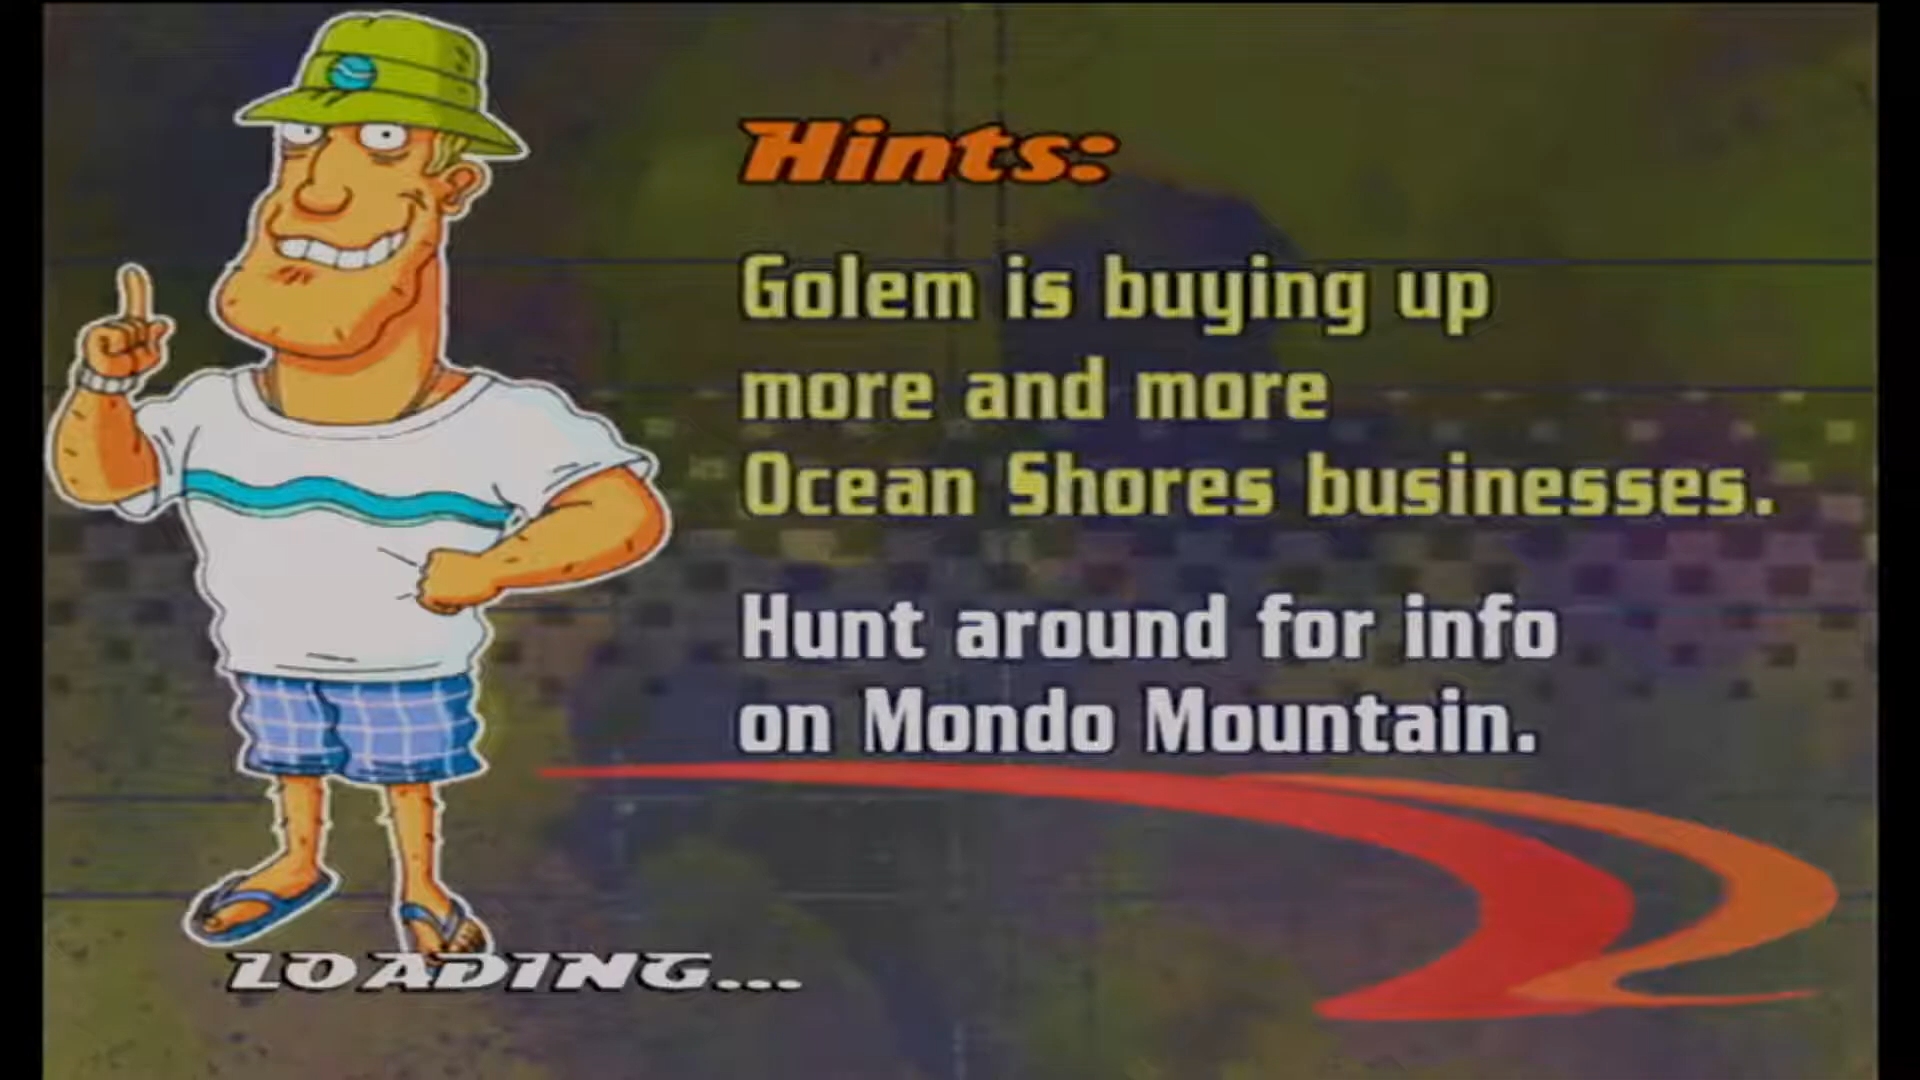 Hints:
Golem is buying up
more and more
Ocean Shores businesses.
Hunt around for info
on Mondo Mountain.
LOADING...